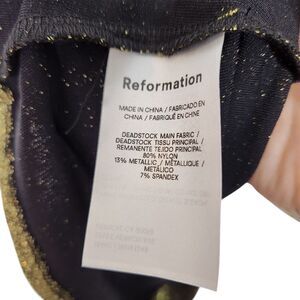 Reformation
MADE IN CHINA / FABRICADO EN
CHINA / FABRIQUÉ EN CHINE
DEADSTOCK MAIN FABRIC /
DEADSTOCK TISSU PRINCIPAL /
REMANENTE TEJIDO PRINCIPAL
80% NYLON
13% METALLIC / MÉTALLIQUE /
METÁLICO
7% SPANDEX